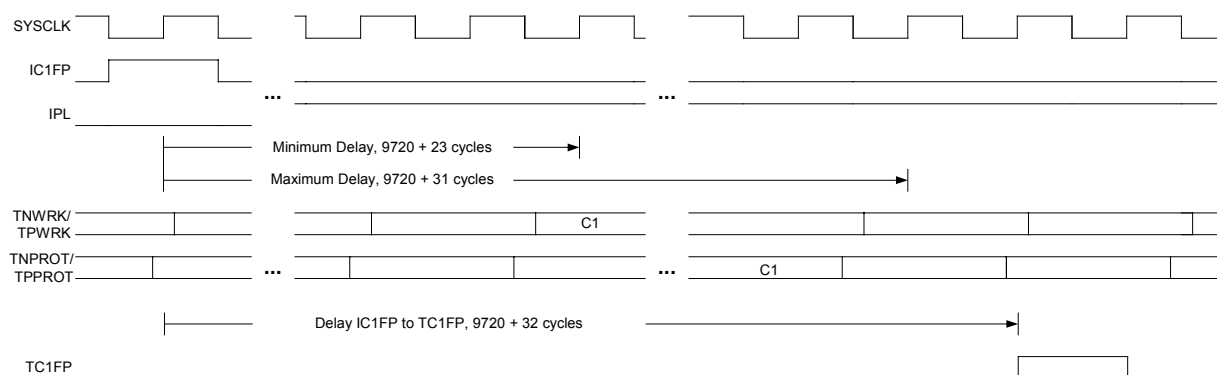 SYSCLK
IC1FP
...
...
IPL
Minimum Delay, 9720 + 23 cycles
Maximum Delay, 9720 + 31 cycles
TNWRK/
TPWRK
C1
TNPROT/
TPPROT
...
...
C1
Delay IC1FP to TC1FP, 9720 + 32 cycles
TC1FP